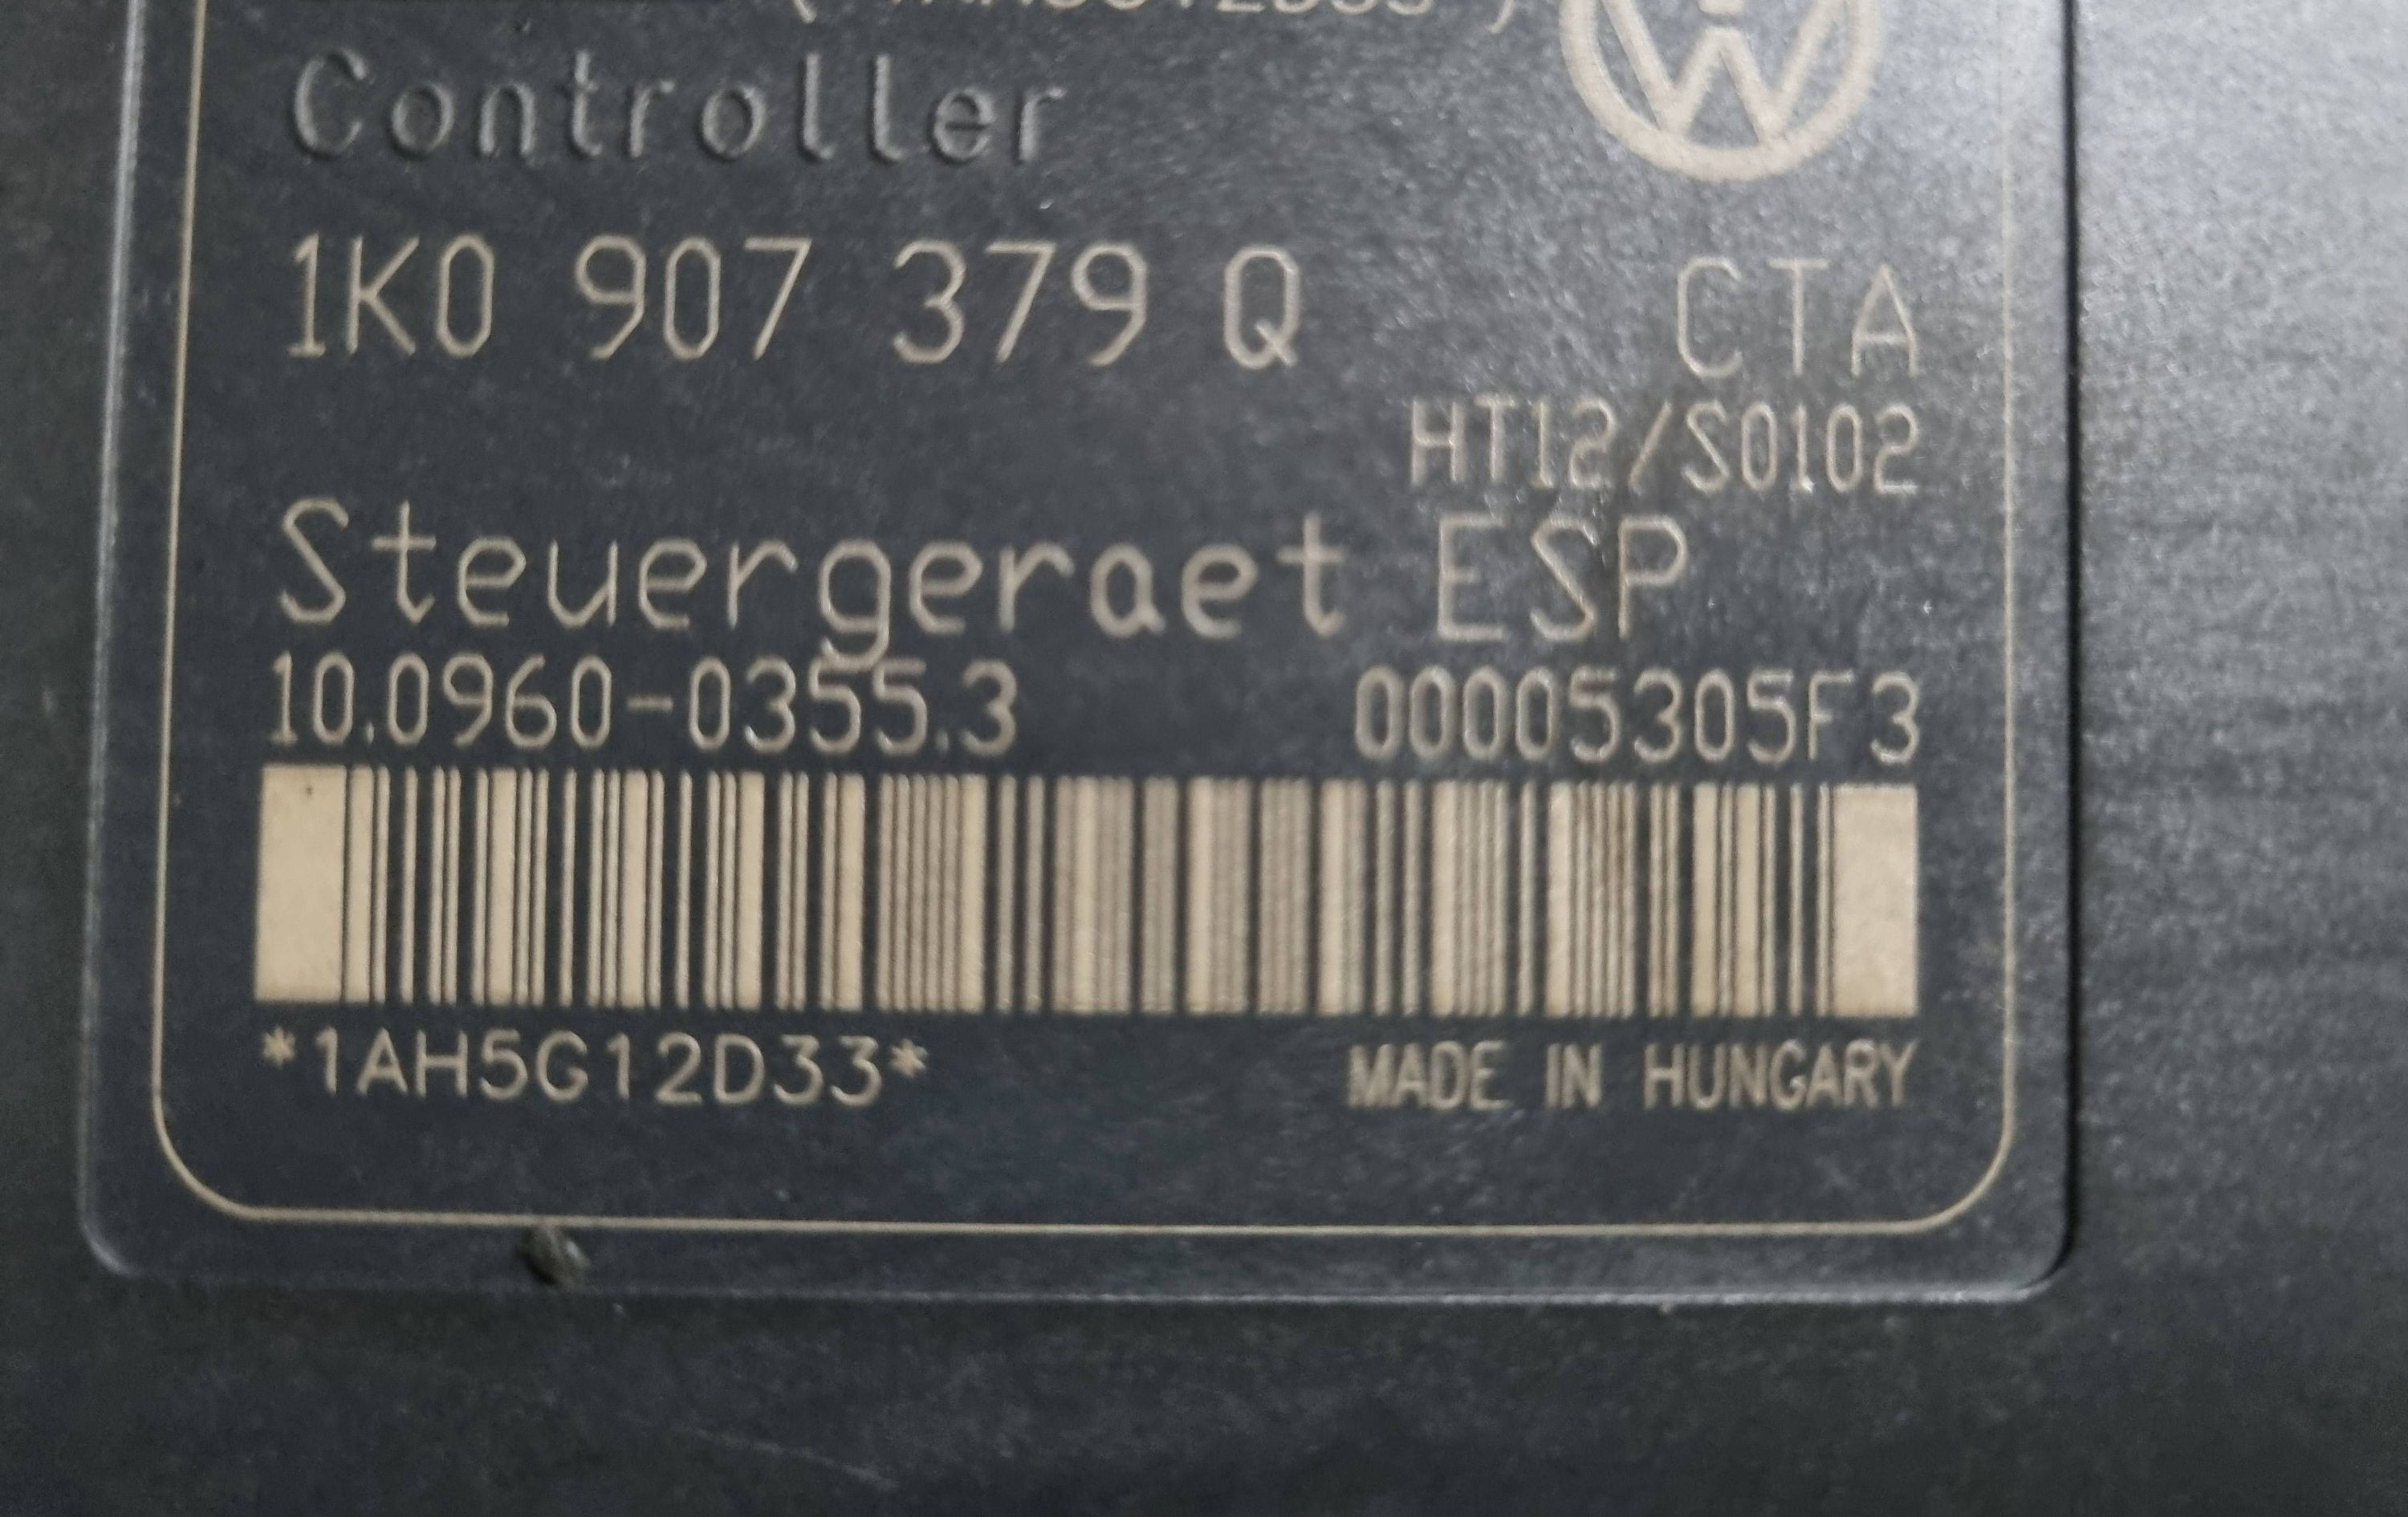 Controller
1K0 907 379 Q CTA
HT12/S0102
Steuergeraet ESP
10.0960-0355.3 00005305F3
*1AH5G12D33* MADE IN HUNGARY